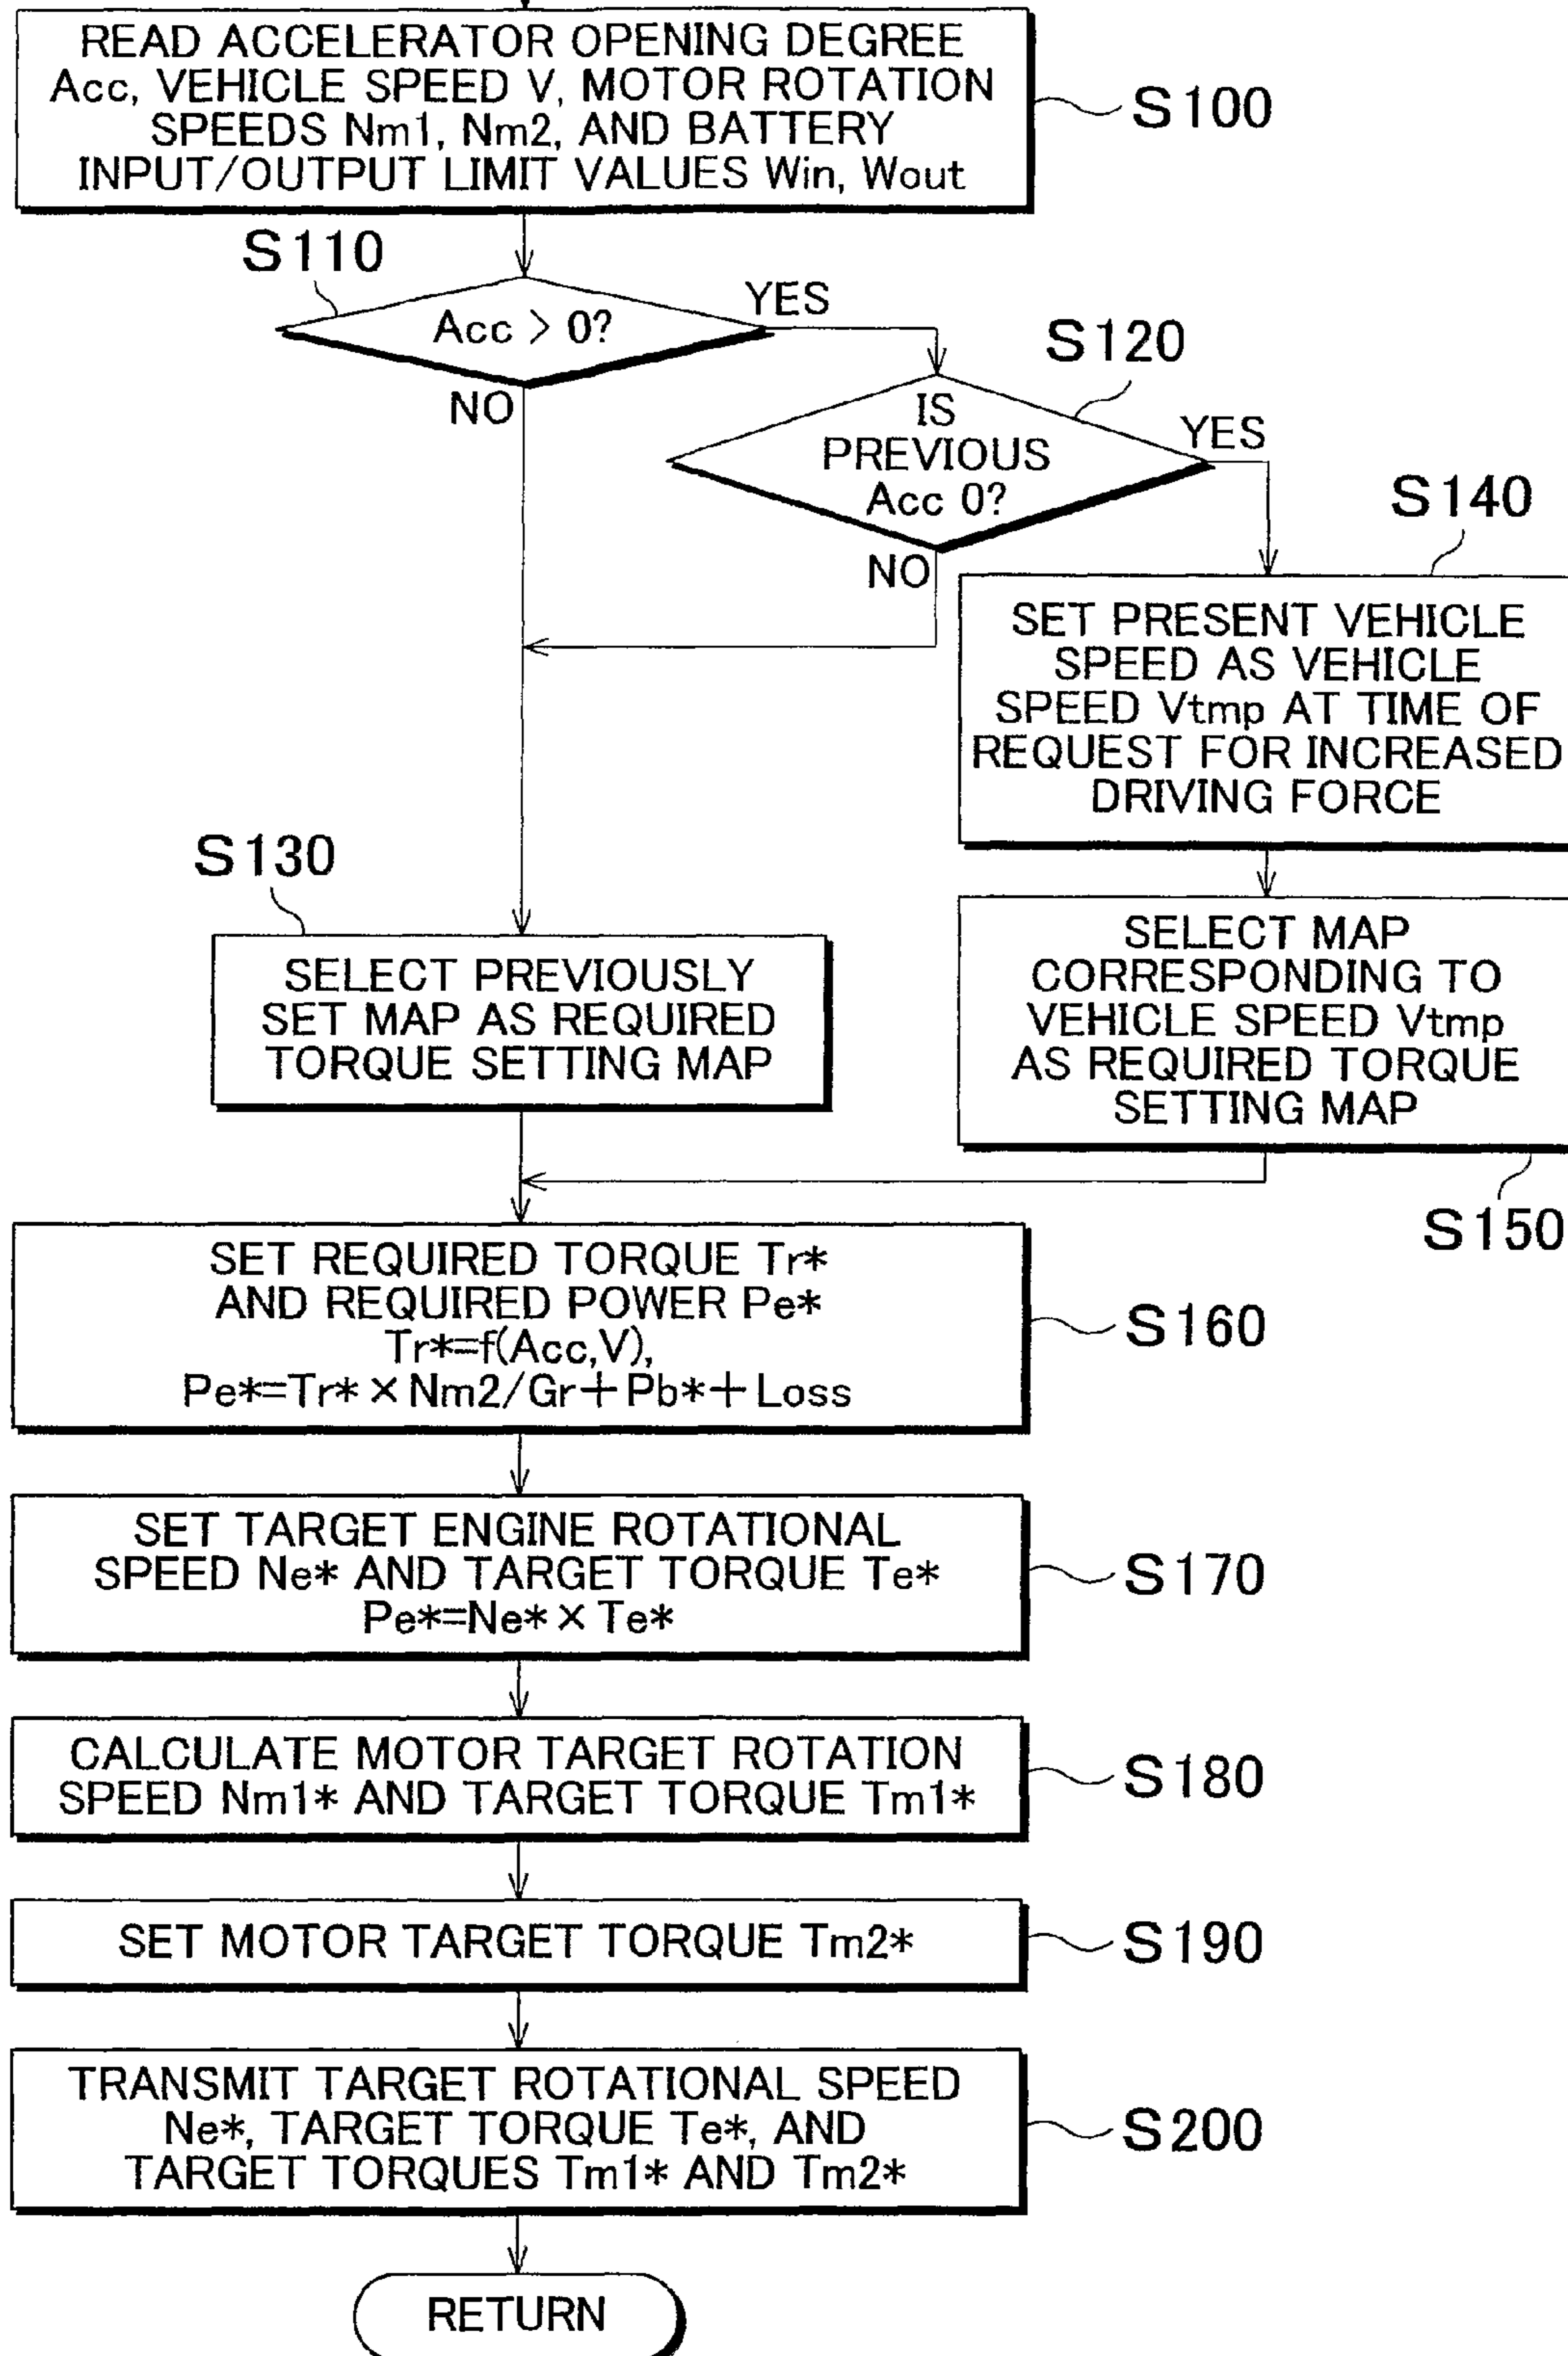 READ ACCELERATOR OPENING DEGREE
Acc, VEHICLE SPEED V, MOTOR ROTATION
SPEEDS Nm1, Nm2, AND BATTERY
INPUT/OUTPUT LIMIT VALUES Win, Wout
S100
S110
Acc > 0?
YES
NO
S120
IS
PREVIOUS
Acc 0?
YES
NO
S140
SET PRESENT VEHICLE
SPEED AS VEHICLE
SPEED Vtmp AT TIME OF
REQUEST FOR INCREASED
DRIVING FORCE
S130
SELECT PREVIOUSLY
SET MAP AS REQUIRED
TORQUE SETTING MAP
SELECT MAP
CORRESPONDING TO
VEHICLE SPEED Vtmp
AS REQUIRED TORQUE
SETTING MAP
S150
SET REQUIRED TORQUE Tr*
AND REQUIRED POWER Pe*
Tr*=f(Acc,V),
Pe*=Tr*×Nm2/Gr+Pb*+Loss
S160
SET TARGET ENGINE ROTATIONAL
SPEED Ne* AND TARGET TORQUE Te*
Pe*=Ne*×Te*
S170
CALCULATE MOTOR TARGET ROTATION
SPEED Nm1* AND TARGET TORQUE Tm1*
S180
SET MOTOR TARGET TORQUE Tm2*
S190
TRANSMIT TARGET ROTATIONAL SPEED
Ne*, TARGET TORQUE Te*, AND
TARGET TORQUES Tm1* AND Tm2*
S200
RETURN